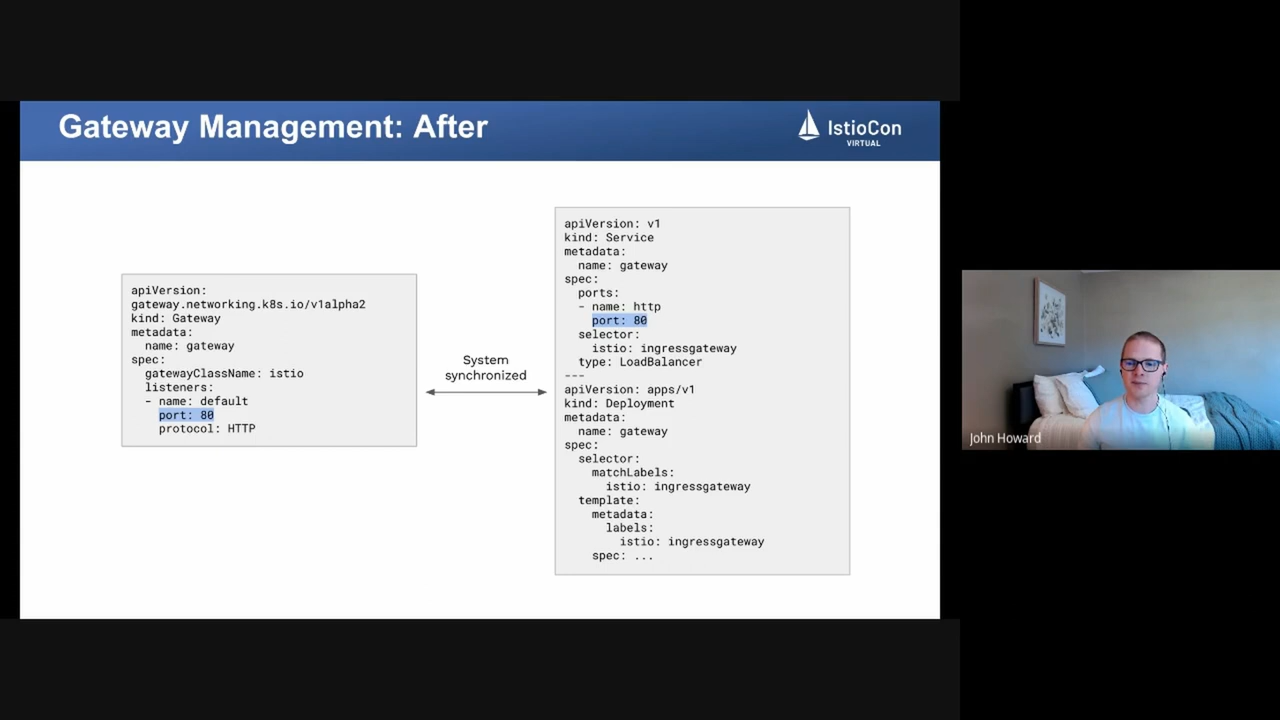 Gateway Management: After
IstioCon
VIRTUAL
apiVersion:
gateway.networking.k8s.io/v1alpha2
kind: Gateway
metadata:
  name: gateway
spec:
  gatewayClassName: istio
  listeners:
  - name: default
    port: 80
    protocol: HTTP
System
synchronized
apiVersion: v1
kind: Service
metadata:
  name: gateway
spec:
  ports:
  - name: http
    port: 80
  selector:
    istio: ingressgateway
  type: LoadBalancer
---
apiVersion: apps/v1
kind: Deployment
metadata:
  name: gateway
spec:
  selector:
    matchLabels:
      istio: ingressgateway
  template:
    metadata:
      labels:
        istio: ingressgateway
    spec: ...
John Howard